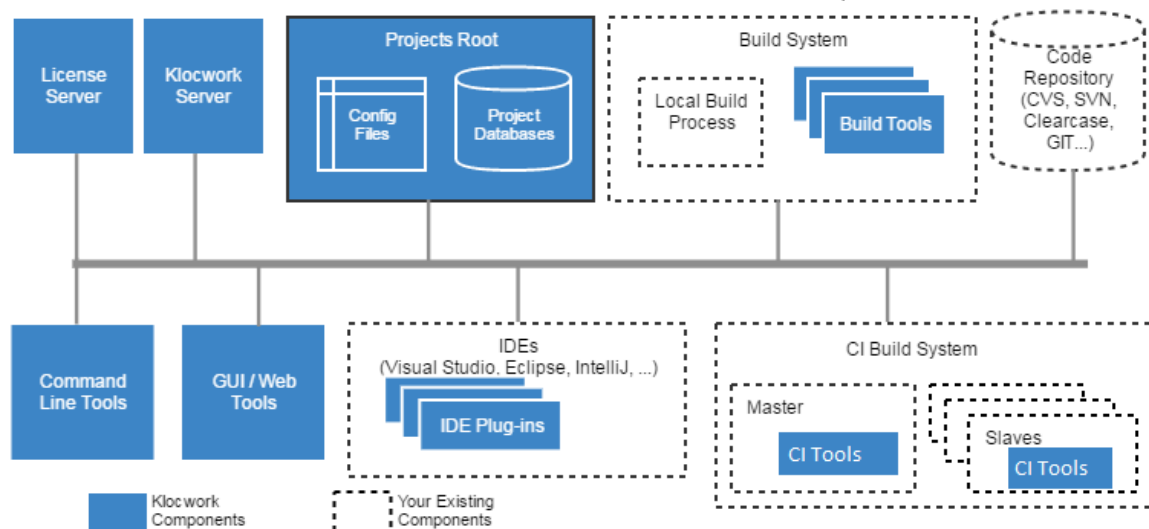 License
Server
Klocwork
Server
Projects Root
Config
Files
Project
Databases
Build System
Local Build
Process
Build Tools
Code
Repository
(CVS, SVN,
Clearcase,
GIT...)
Command
Line Tools
GUI / Web
Tools
IDEs
(Visual Studio. Eclipse, IntelliJ, ...)
IDE Plug-ins
CI Build System
Master
CI Tools
Slaves
CI Tools
Klocwork
Components
Your Existing
Components